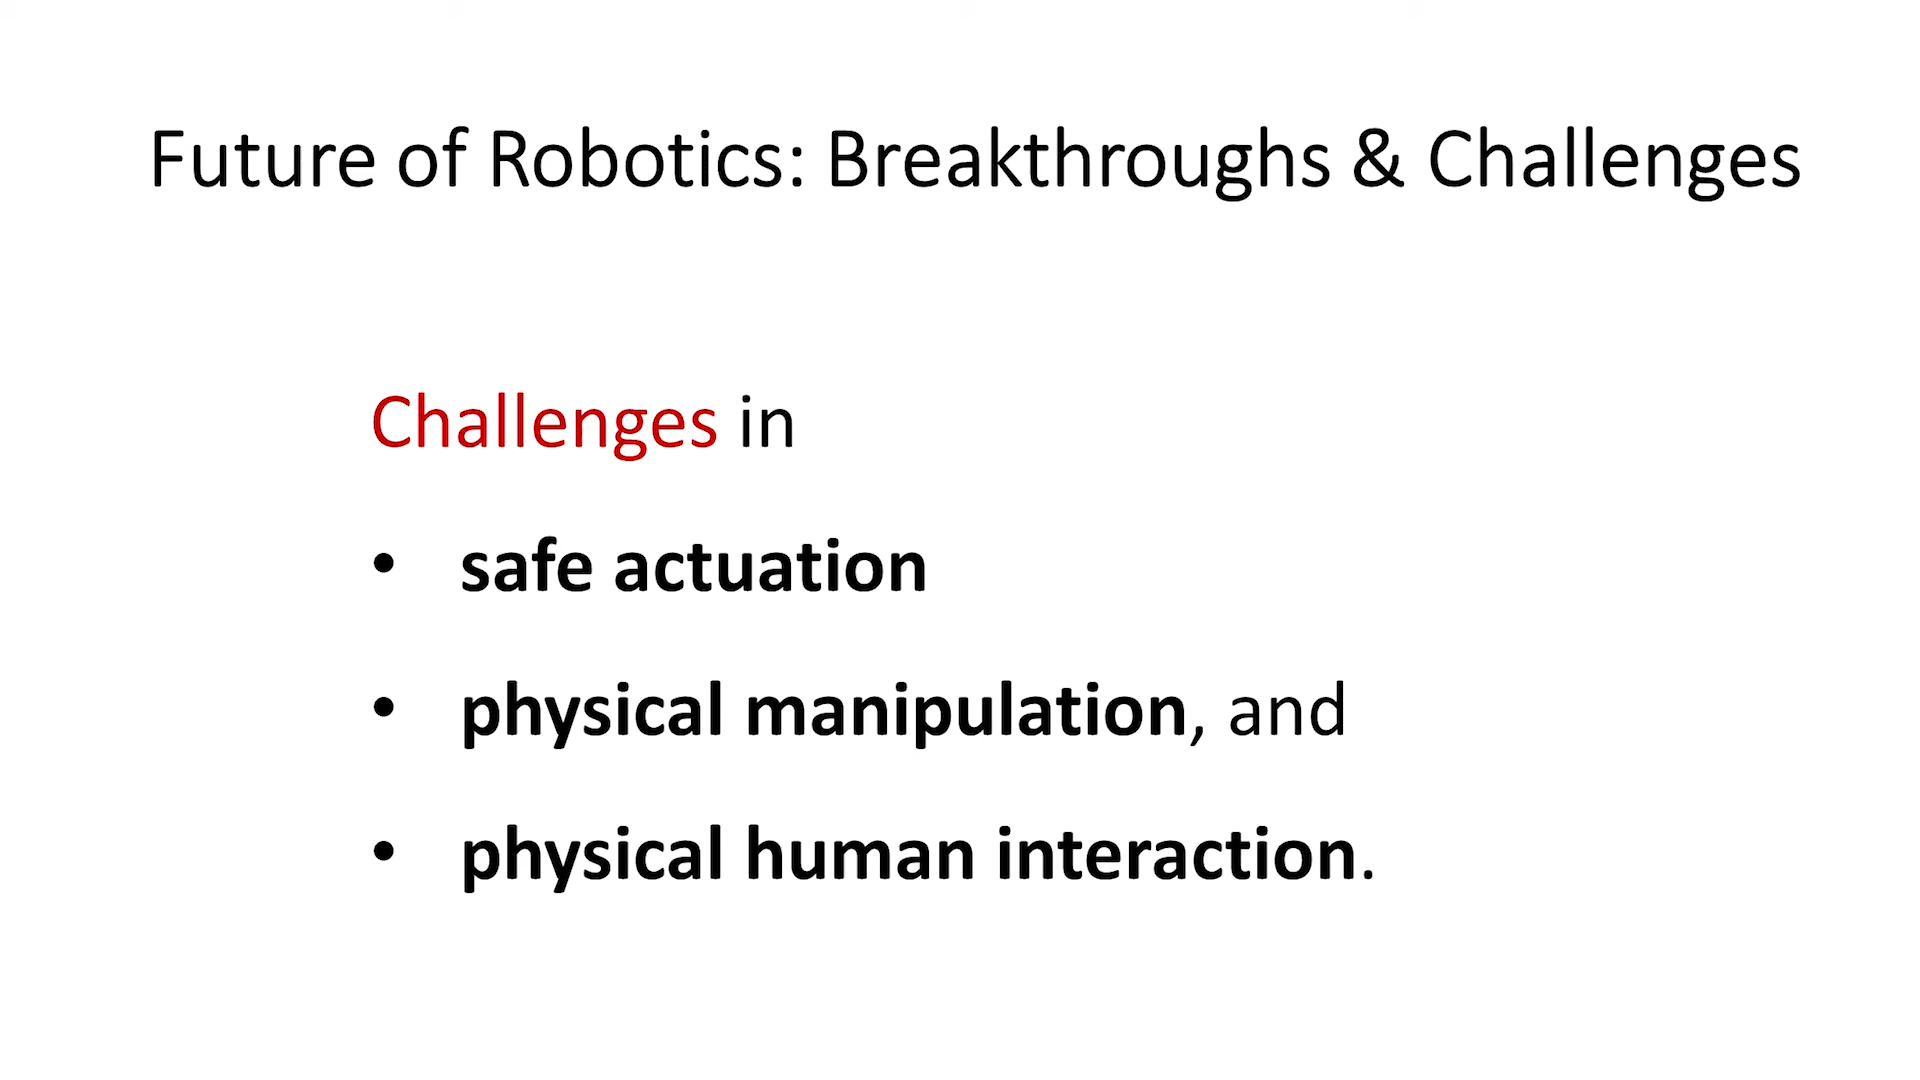 Future of Robotics: Breakthroughs & Challenges
Challenges in
• safe actuation
• physical manipulation, and
• physical human interaction.